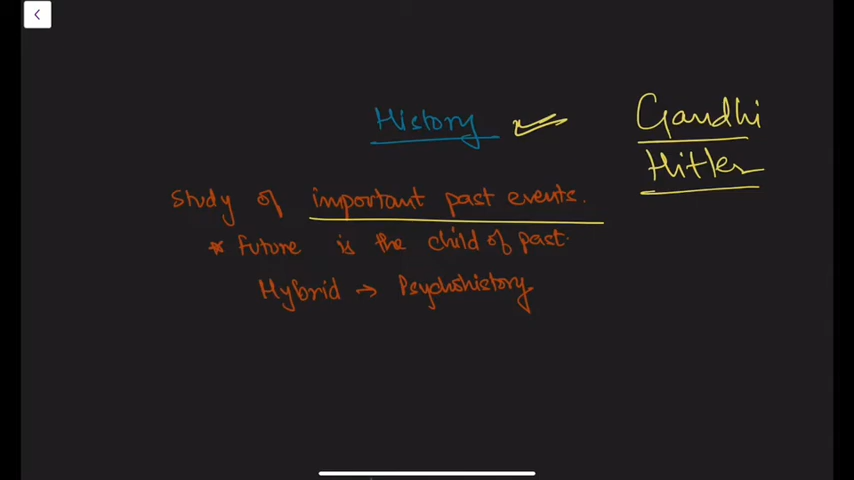 History
Gandhi
Hitler
Study of important past events.
* Future is the child of past.
Hybrid → Psychohistory